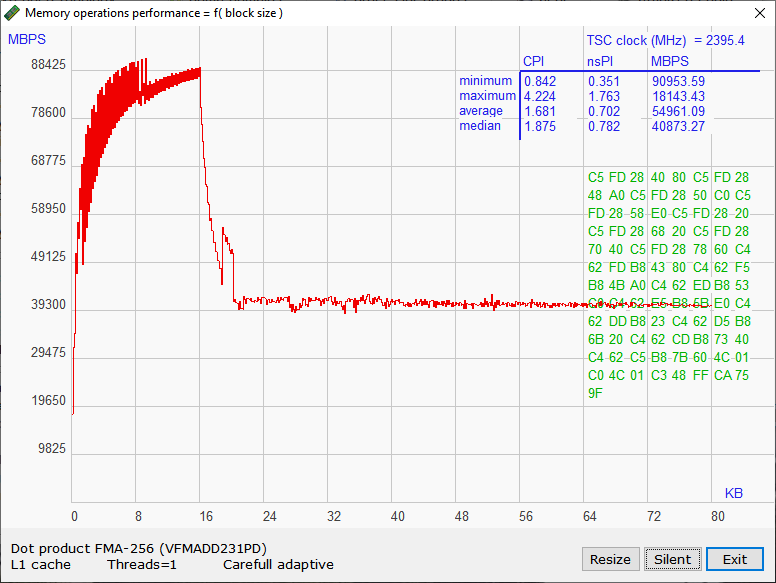 Memory operations performance = f( block size )
MBPS
TSC clock (MHz) = 2395.4
CPI nsPI MBPS
minimum 0.842 0.351 90953.59
maximum 4.224 1.763 18143.43
average 1.681 0.702 54961.09
median 1.875 0.782 40873.27
88425
78600
68775
58950
49125
39300
29475
19650
9825
C5 FD 28 40 80 C5 FD 28
48 A0 C5 FD 28 50 C0 C5
FD 28 58 E0 C5 FD 28 20
C5 FD 28 68 20 C5 FD 28
70 40 C5 FD 28 78 60 C4
62 FD B8 43 80 C4 62 F5
B8 4B A0 C4 62 ED B8 53
C0 C4 62 E5 B8 5B E0 C4
62 DD B8 23 C4 62 D5 B8
6B 20 C4 62 CD B8 73 40
C4 62 C5 B8 7B 60 4C 01
C0 4C 01 C3 48 FF CA 75
9F
KB
0 8 16 24 32 40 48 56 64 72 80
Dot product FMA-256 (VFMADD231PD)
L1 cache Threads=1 Carefull adaptive
Resize Silent Exit